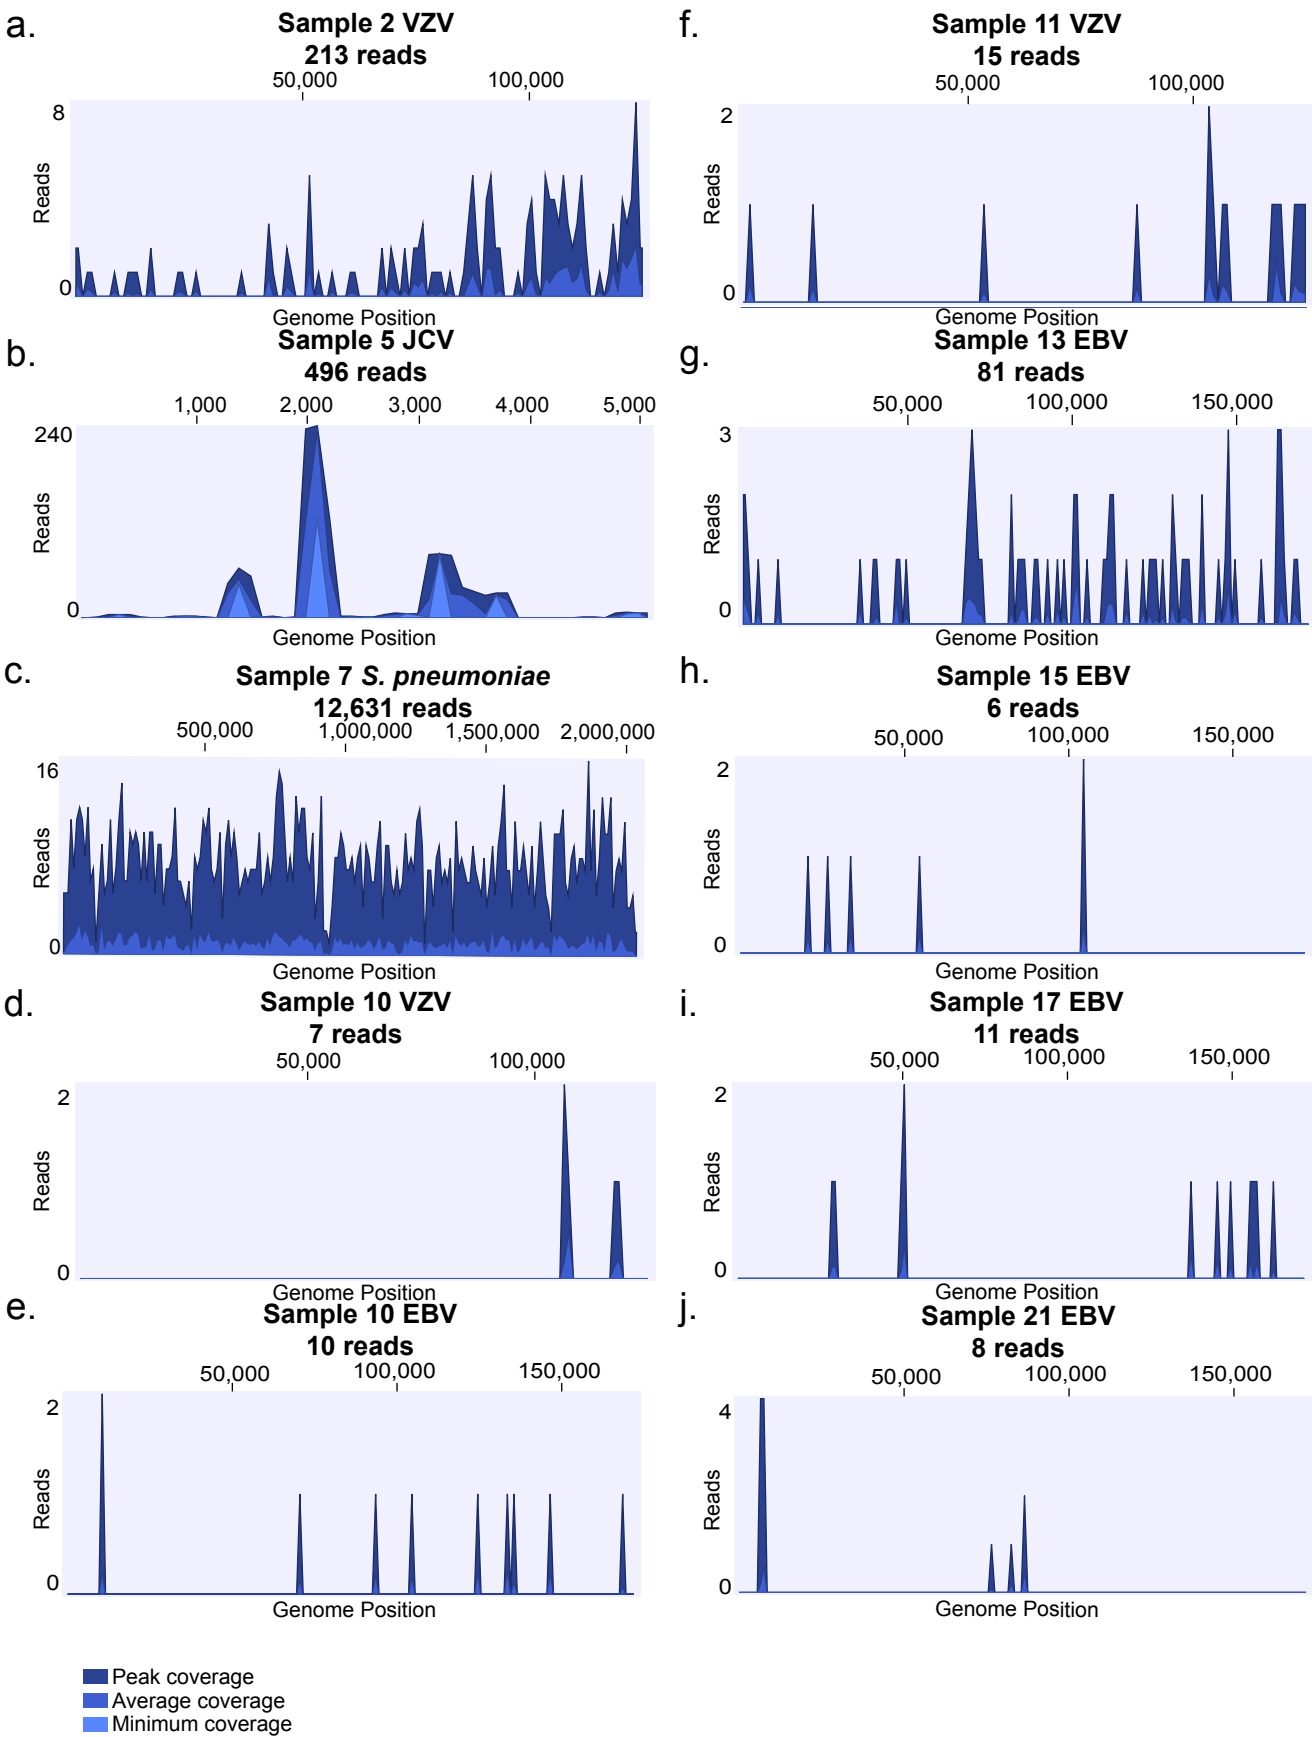 a.
Sample 2 VZV
213 reads
50,000 100,000
8
Reads
0
Genome Position
b.
Sample 5 JCV
496 reads
1,000 2,000 3,000 4,000 5,000
240
Reads
0
Genome Position
c.
Sample 7 S. pneumoniae
12,631 reads
500,000 1,000,000 1,500,000 2,000,000
16
Reads
0
Genome Position
d.
Sample 10 VZV
7 reads
50,000 100,000
2
Reads
0
Genome Position
e.
Sample 10 EBV
10 reads
50,000 100,000 150,000
2
Reads
0
Genome Position
f.
Sample 11 VZV
15 reads
50,000 100,000
2
Reads
0
Genome Position
g.
Sample 13 EBV
81 reads
50,000 100,000 150,000
3
Reads
0
Genome Position
h.
Sample 15 EBV
6 reads
50,000 100,000 150,000
2
Reads
0
Genome Position
i.
Sample 17 EBV
11 reads
50,000 100,000 150,000
2
Reads
0
Genome Position
j.
Sample 21 EBV
8 reads
50,000 100,000 150,000
4
Reads
0
Genome Position
Peak coverage
Average coverage
Minimum coverage